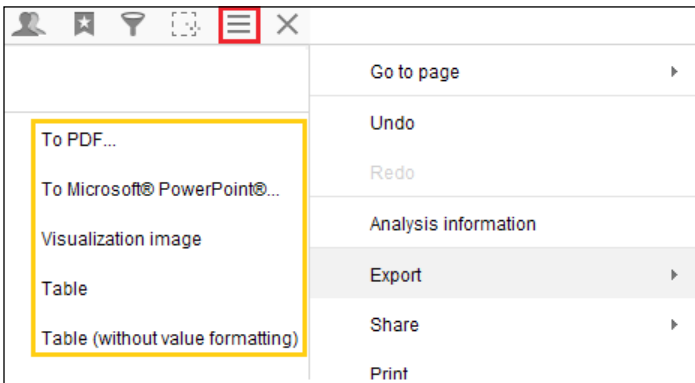 Go to page
Undo
Redo
Analysis information
Export
Share
Print
To PDF...
To Microsoft® PowerPoint®...
Visualization image
Table
Table (without value formatting)